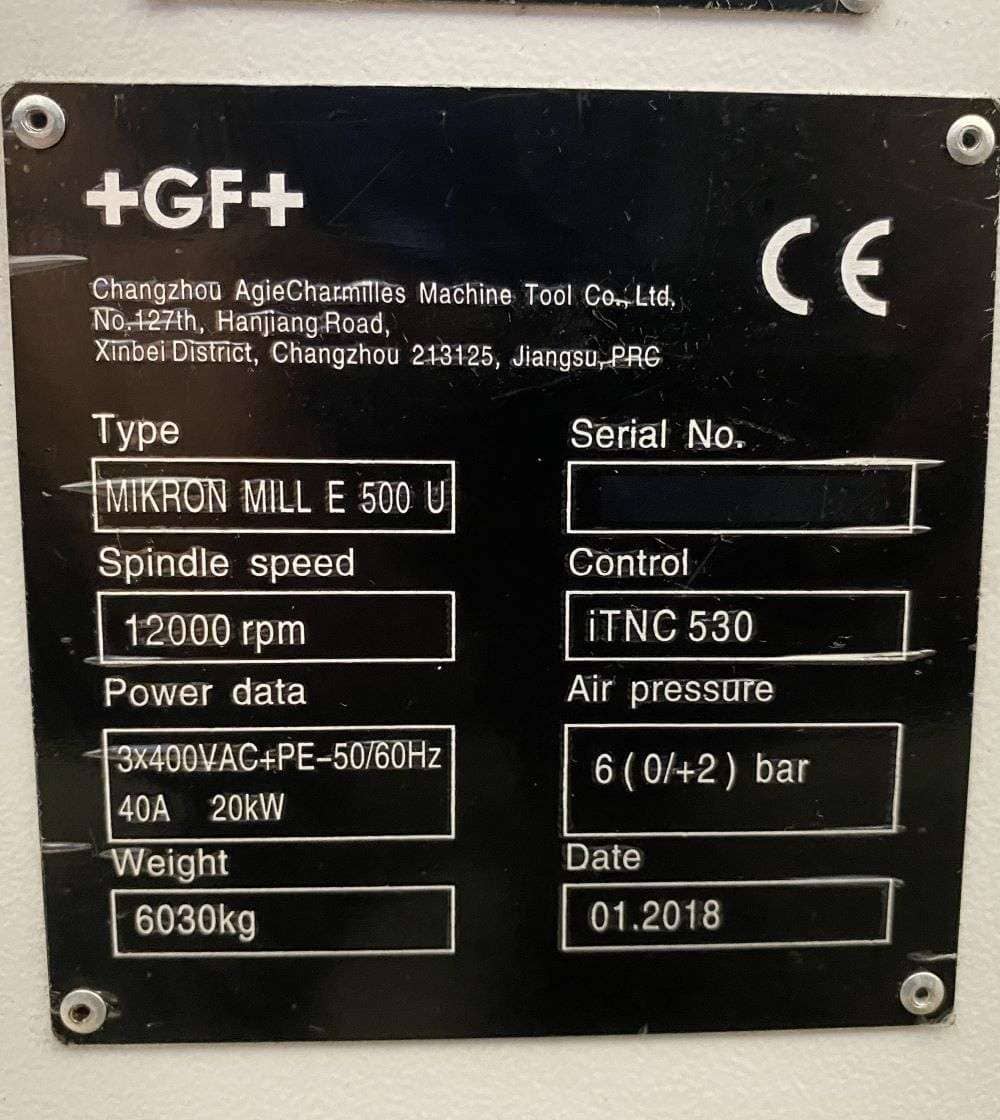 +GF+
CE
Changzhou AgieCharmilles Machine Tool Co., Ltd,
No.127th, Hanjiang Road,
Xinbei District, Changzhou 213125, Jiangsu, PRC
Type
Serial No.
MIKRON MILL E 500 U
Spindle speed
Control
12000 rpm
iTNC 530
Power data
Air pressure
3x400VAC+PE-50/60Hz
40A 20kW
6 ( 0/+2 ) bar
Weight
Date
6030kg
01.2018